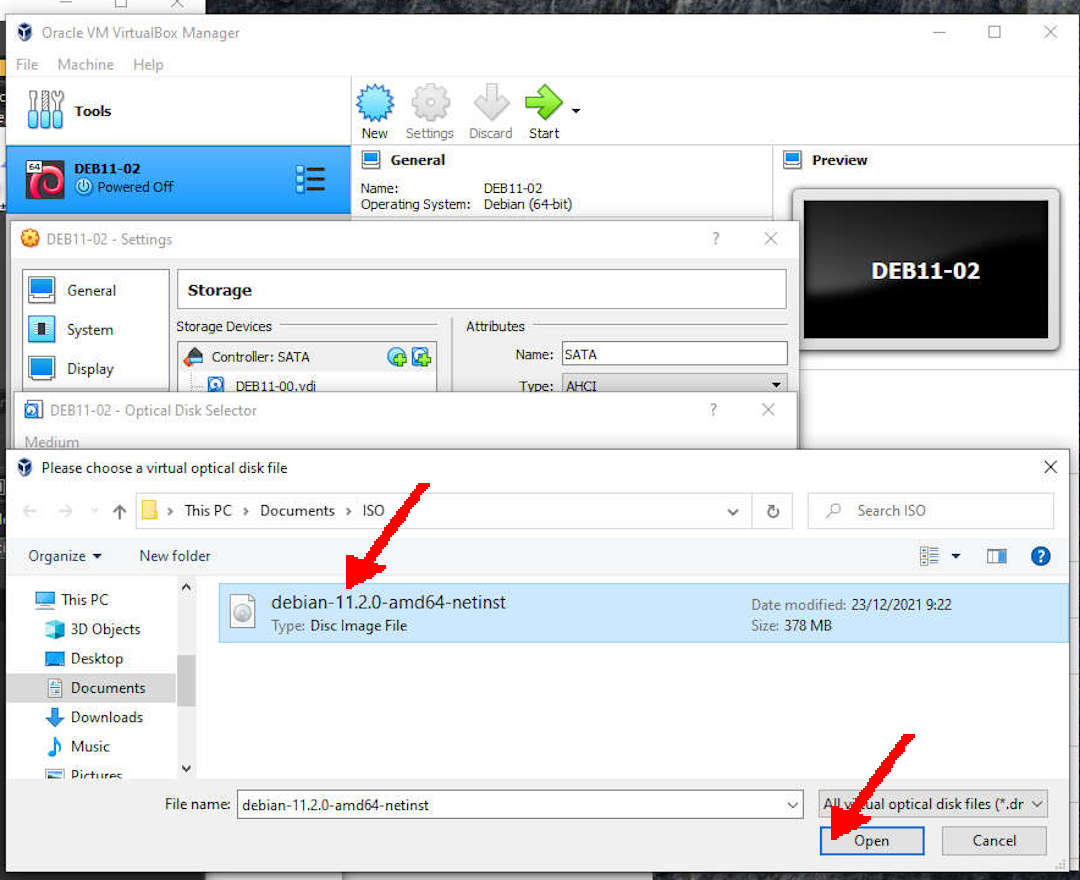 Oracle VM VirtualBox Manager
File Machine Help
Tools
New Settings Discard Start
64
DEB11-02
Powered Off
General
Name: DEB11-02
Operating System: Debian (64-bit)
Preview
DEB11-02
DEB11-02 - Settings ?
General
System
Display
Storage
Storage Devices
Controller: SATA
DEB11-00.vdi
Attributes
Name: SATA
Type: AHCI
DEB11-02 - Optical Disk Selector ?
Medium
Please choose a virtual optical disk file
This PC › Documents › ISO
Search ISO
Organize New folder ?
This PC
3D Objects
Desktop
Documents
Downloads
Music
Pictures
debian-11.2.0-amd64-netinst
Type: Disc Image File
Date modified: 23/12/2021 9:22
Size: 378 MB
File name: debian-11.2.0-amd64-netinst
All virtual optical disk files (*.dr
Open Cancel